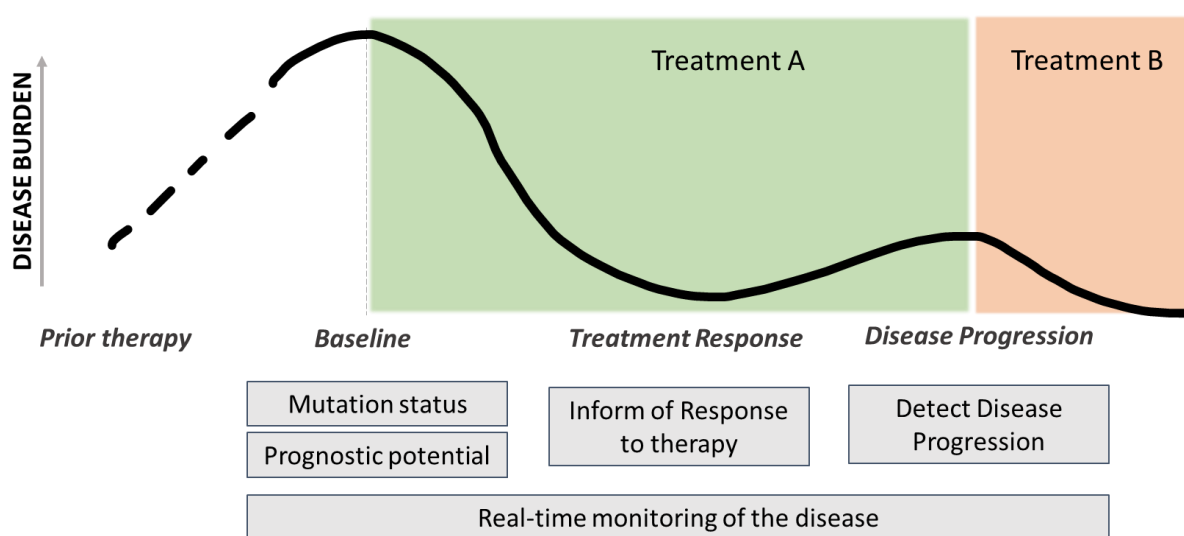 DISEASE BURDEN
Treatment A
Treatment B
Prior therapy
Baseline
Treatment Response
Disease Progression
Mutation status
Prognostic potential
Inform of Response
to therapy
Detect Disease
Progression
Real-time monitoring of the disease